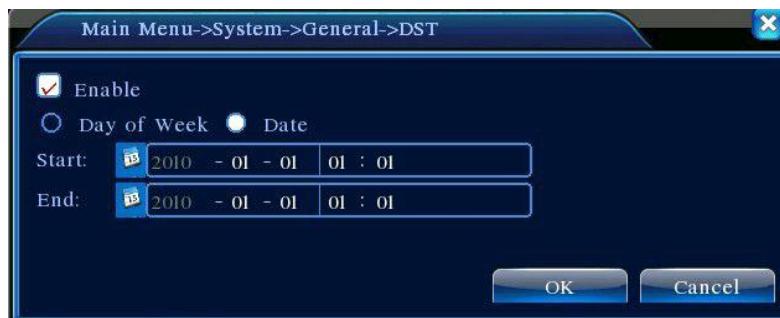 Main Menu->System->General->DST
Enable
Day of Week Date
Start: 2010 - 01 - 01 01 : 01
End: 2010 - 01 - 01 01 : 01
OK Cancel